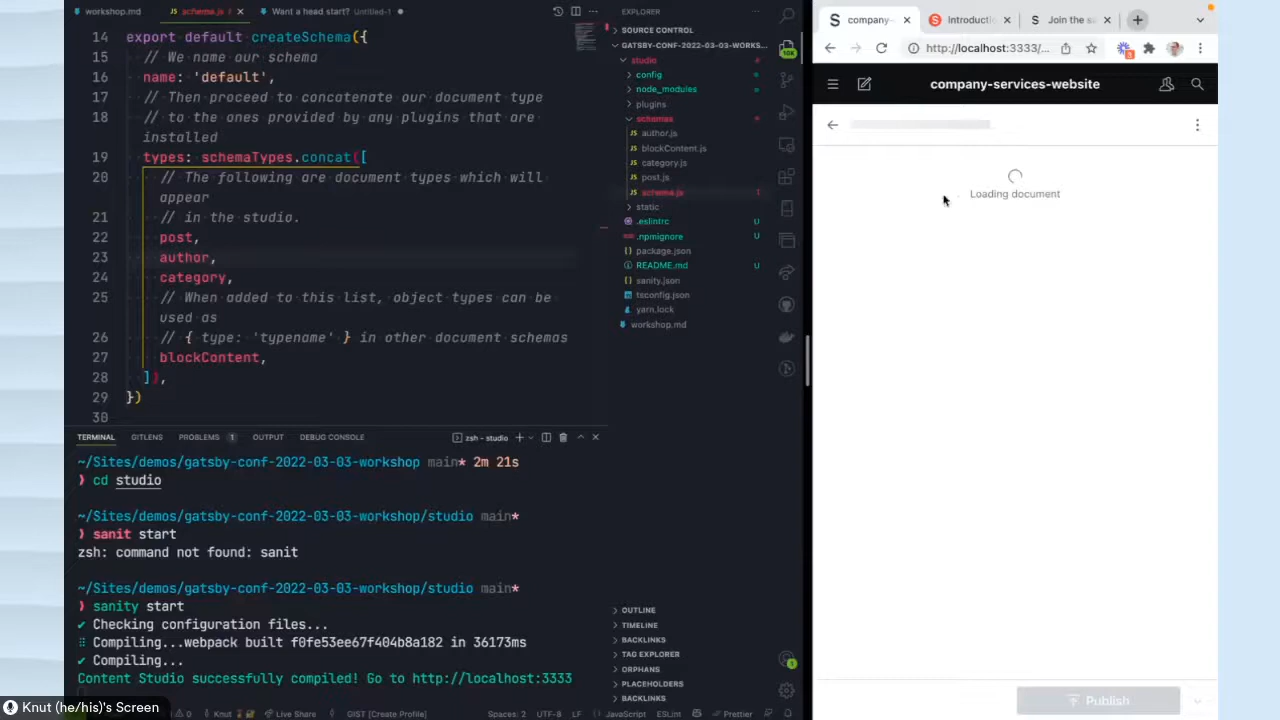 workshop.md
schema.js
Want a head start? Untitled-1
14 export default createSchema({
15 // We name our schema
16 name: 'default',
17 // Then proceed to concatenate our document type
18 // to the ones provided by any plugins that are
installed
19 types: schemaTypes.concat([
20 // The following are document types which will
appear
21 // in the studio.
22 post,
23 author,
24 category,
25 // When added to this list, object types can be
used as
26 // { type: 'typename' } in other document schemas
27 blockContent,
28 ]),
29 })
30
TERMINAL GITLENS PROBLEMS 1 OUTPUT DEBUG CONSOLE
zsh - studio
~/Sites/demos/gatsby-conf-2022-03-03-workshop main* 2m 21s
❱ cd studio
~/Sites/demos/gatsby-conf-2022-03-03-workshop/studio main*
❱ sanit start
zsh: command not found: sanit
~/Sites/demos/gatsby-conf-2022-03-03-workshop/studio main*
❱ sanity start
✔ Checking configuration files...
⠿ Compiling...webpack built f0fe53ee67f404b8a182 in 36173ms
✔ Compiling...
Content Studio successfully compiled! Go to http://localhost:3333
Knut (he/his)'s Screen
0 Knut
Live Share
GIST [Create Profile]
Spaces: 2 UTF-8 LF JavaScript ESLint Prettier
EXPLORER
SOURCE CONTROL
GATSBY-CONF-2022-03-03-WORKS...
studio
config
node_modules
plugins
schemas
author.js
blockContent.js
category.js
post.js
schema.js 1
static
.eslintrc U
.npmignore U
package.json
README.md U
sanity.json
tsconfig.json
yarn.lock
workshop.md
OUTLINE
TIMELINE
BACKLINKS
TAG EXPLORER
ORPHANS
PLACEHOLDERS
BACKLINKS
10K
1
company-
Introducti
Join the sa
http://localhost:3333/...
company-services-website
Loading document
Publish